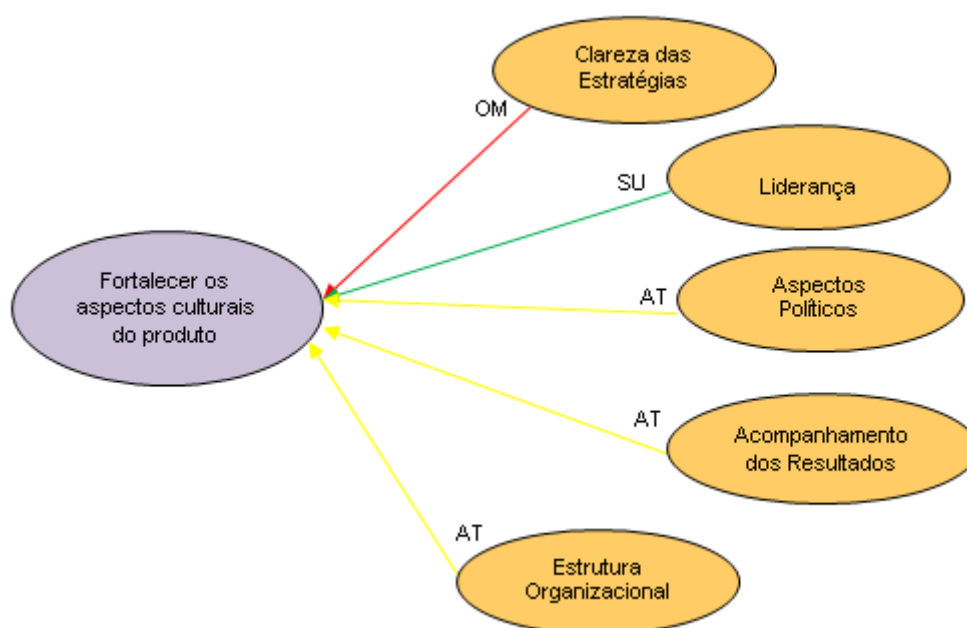 Clareza das
Estratégias
OM
SU
Liderança
Fortalecer os
aspectos culturais
do produto
AT
Aspectos
Políticos
AT
Acompanhamento
dos Resultados
AT
Estrutura
Organizacional